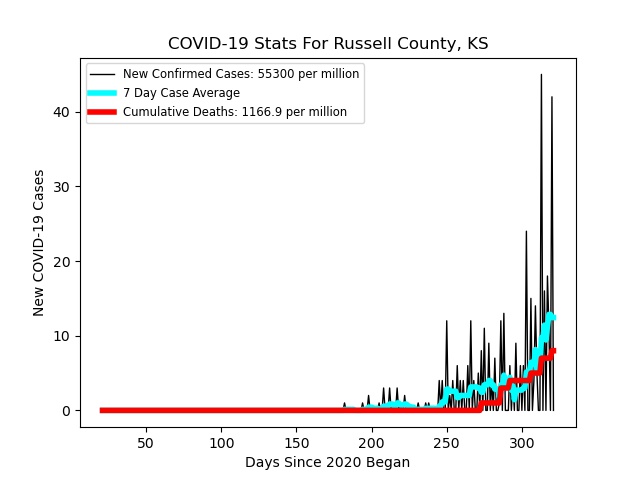 COVID-19 Stats For Russell County, KS
New Confirmed Cases: 55300 per million
7 Day Case Average
Cumulative Deaths: 1166.9 per million
New COVID-19 Cases
40
30
20
10
0
50 100 150 200 250 300
Days Since 2020 Began